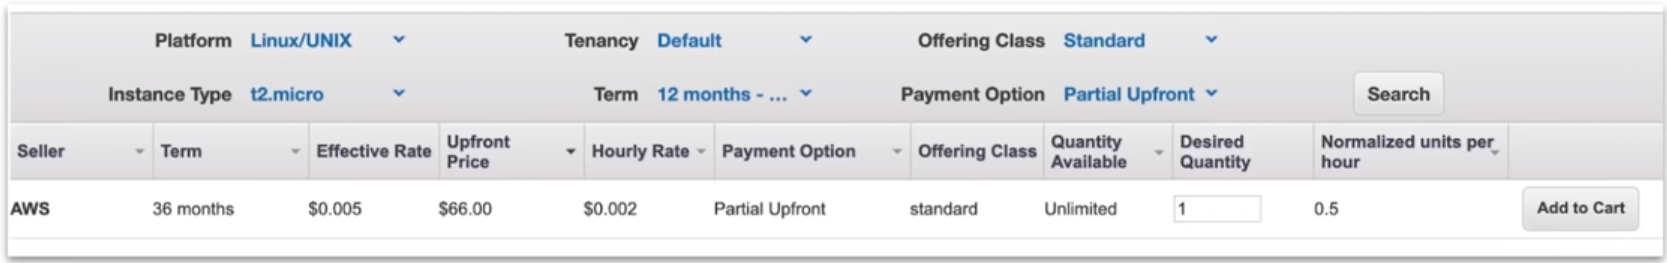 Platform Linux/UNIX Tenancy Default Offering Class Standard
Instance Type t2.micro Term 12 months - ... Payment Option Partial Upfront Search
Seller Term Effective Rate Upfront Price Hourly Rate Payment Option Offering Class Quantity Available Desired Quantity Normalized units per hour
AWS 36 months $0.005 $66.00 $0.002 Partial Upfront standard Unlimited 1 0.5 Add to Cart